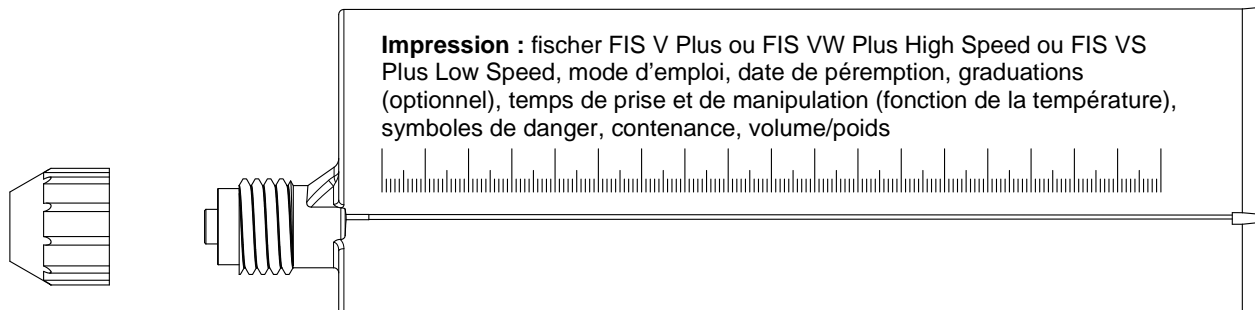 Impression : fischer FIS V Plus ou FIS VW Plus High Speed ou FIS VS
Plus Low Speed, mode d'emploi, date de péremption, graduations
(optionnel), temps de prise et de manipulation (fonction de la température),
symboles de danger, contenance, volume/poids